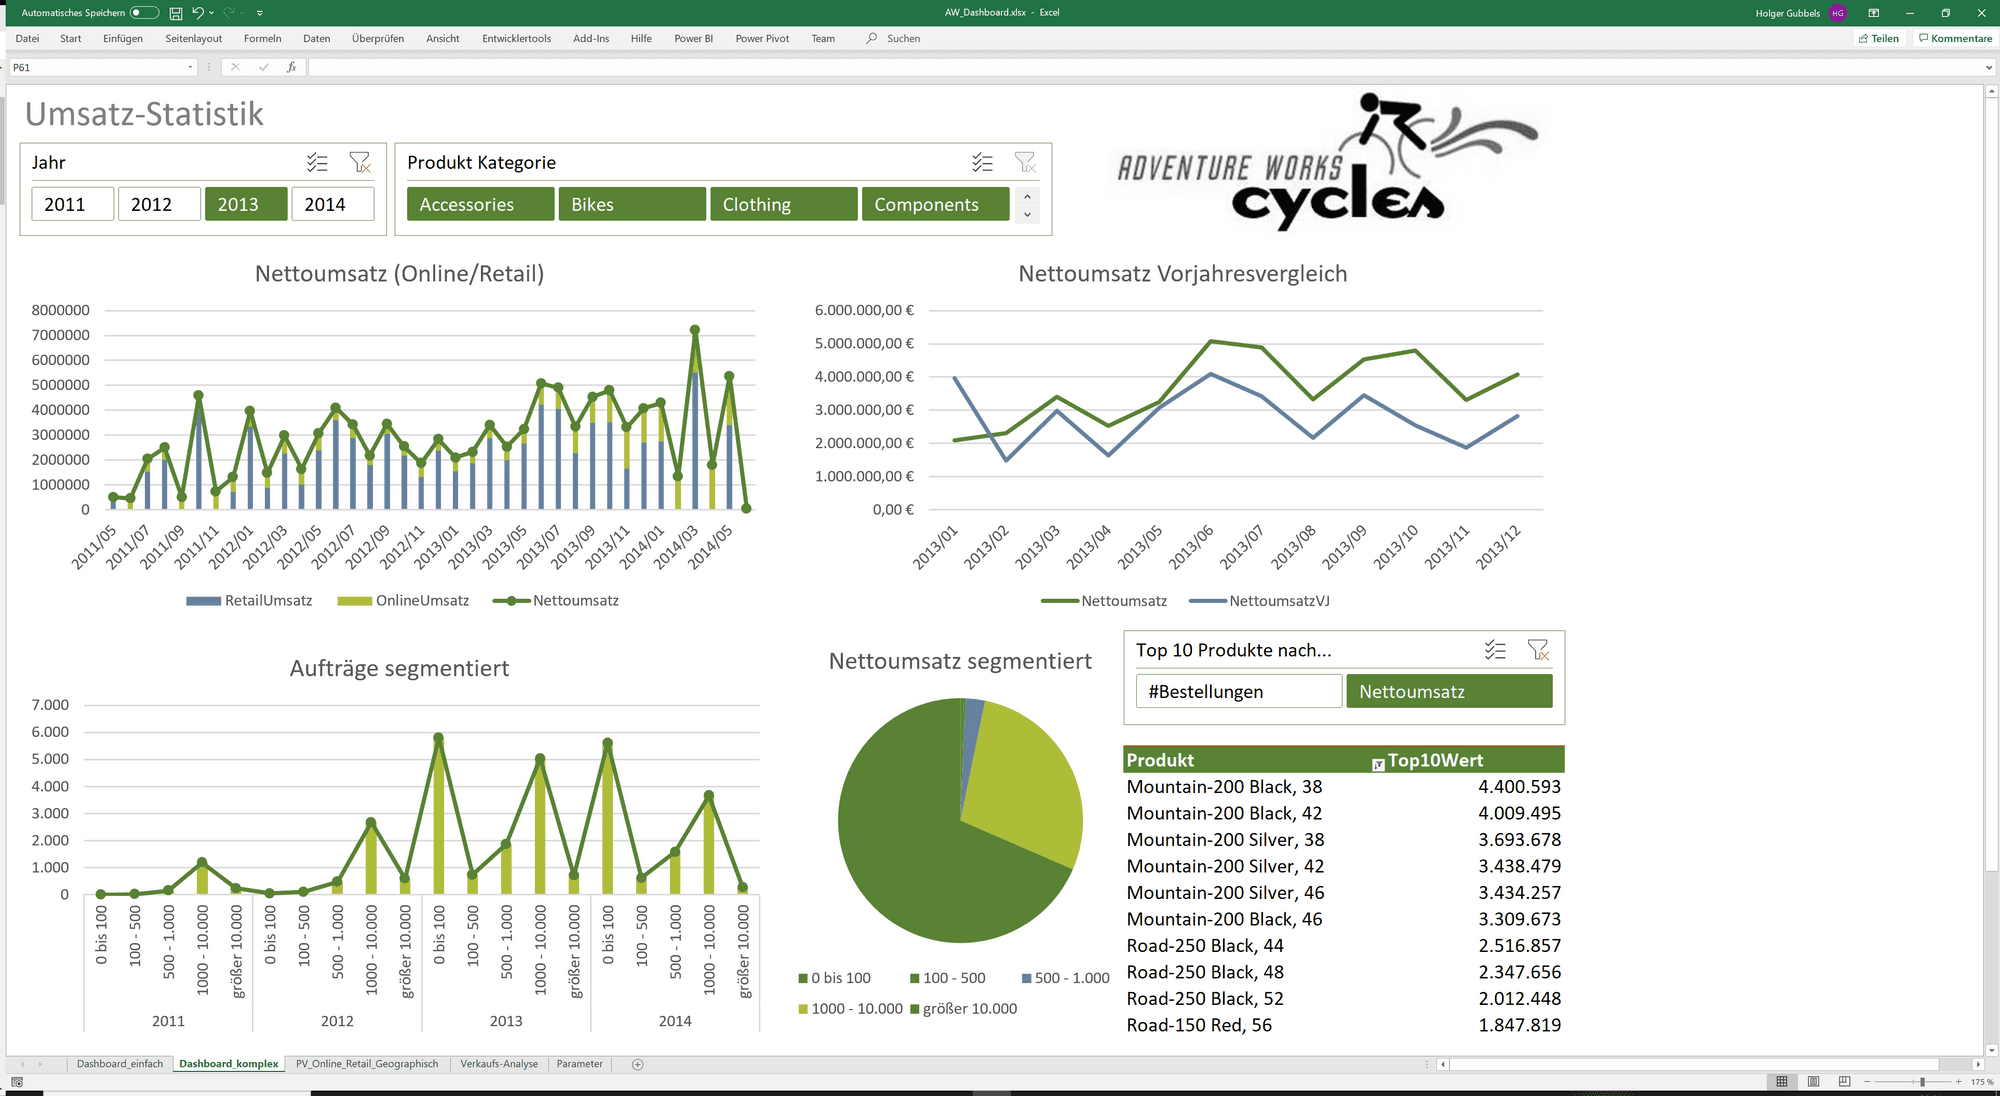 Automatisches Speichern
AW_Dashboard.xlsx - Excel
Holger Gubbels HG
Datei Start Einfügen Seitenlayout Formeln Daten Überprüfen Ansicht Entwicklertools Add-Ins Hilfe Power BI Power Pivot Team Suchen
Teilen Kommentare
P61 fx
Umsatz-Statistik
Jahr
2011 2012 2013 2014
Produkt Kategorie
Accessories Bikes Clothing Components
ADVENTURE WORKS
cycles
Nettoumsatz (Online/Retail)
8000000
7000000
6000000
5000000
4000000
3000000
2000000
1000000
0
2011/05 2011/07 2011/09 2011/11 2012/01 2012/03 2012/05 2012/07 2012/09 2012/11 2013/01 2013/03 2013/05 2013/07 2013/09 2013/11 2014/01 2014/03 2014/05
RetailUmsatz OnlineUmsatz Nettoumsatz
Nettoumsatz Vorjahresvergleich
6.000.000,00 €
5.000.000,00 €
4.000.000,00 €
3.000.000,00 €
2.000.000,00 €
1.000.000,00 €
0,00 €
2013/01 2013/02 2013/03 2013/04 2013/05 2013/06 2013/07 2013/08 2013/09 2013/10 2013/11 2013/12
Nettoumsatz NettoumsatzVJ
Aufträge segmentiert
7.000
6.000
5.000
4.000
3.000
2.000
1.000
0
0 bis 100 100 - 500 500 - 1.000 1000 - 10.000 größer 10.000 0 bis 100 100 - 500 500 - 1.000 1000 - 10.000 größer 10.000 0 bis 100 100 - 500 500 - 1.000 1000 - 10.000 größer 10.000 0 bis 100 100 - 500 500 - 1.000 1000 - 10.000 größer 10.000
2011 2012 2013 2014
Nettoumsatz segmentiert
0 bis 100 100 - 500 500 - 1.000
1000 - 10.000 größer 10.000
Top 10 Produkte nach...
#Bestellungen Nettoumsatz
Produkt Top10Wert
Mountain-200 Black, 38 4.400.593
Mountain-200 Black, 42 4.009.495
Mountain-200 Silver, 38 3.693.678
Mountain-200 Silver, 42 3.438.479
Mountain-200 Silver, 46 3.434.257
Mountain-200 Black, 46 3.309.673
Road-250 Black, 44 2.516.857
Road-250 Black, 48 2.347.656
Road-250 Black, 52 2.012.448
Road-150 Red, 56 1.847.819
Dashboard_einfach Dashboard_komplex PV_Online_Retail_Geographisch Verkaufs-Analyse Parameter
175 %